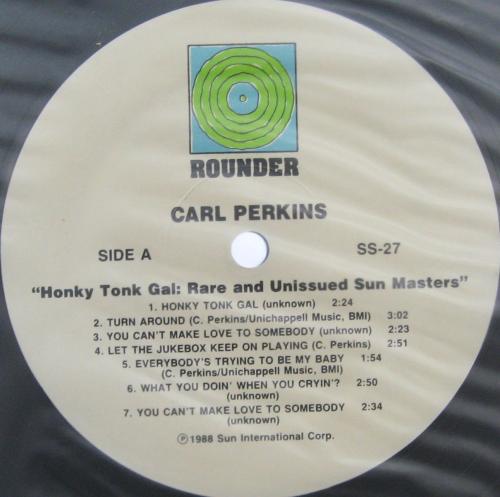 ROUNDER
CARL PERKINS
SIDE A SS-27
"Honky Tonk Gal: Rare and Unissued Sun Masters"
1. HONKY TONK GAL (unknown) 2:24
2. TURN AROUND (C. Perkins/Unichappell Music, BMI) 3:02
3. YOU CAN'T MAKE LOVE TO SOMEBODY (unknown) 2:23
4. LET THE JUKEBOX KEEP ON PLAYING (C. Perkins) 2:51
5. EVERYBODY'S TRYING TO BE MY BABY 1:54
(C. Perkins/Unichappell Music, BMI)
6. WHAT YOU DOIN' WHEN YOU CRYIN'? 2:50
(unknown)
7. YOU CAN'T MAKE LOVE TO SOMEBODY 2:34
(unknown)
Ⓟ1988 Sun International Corp.